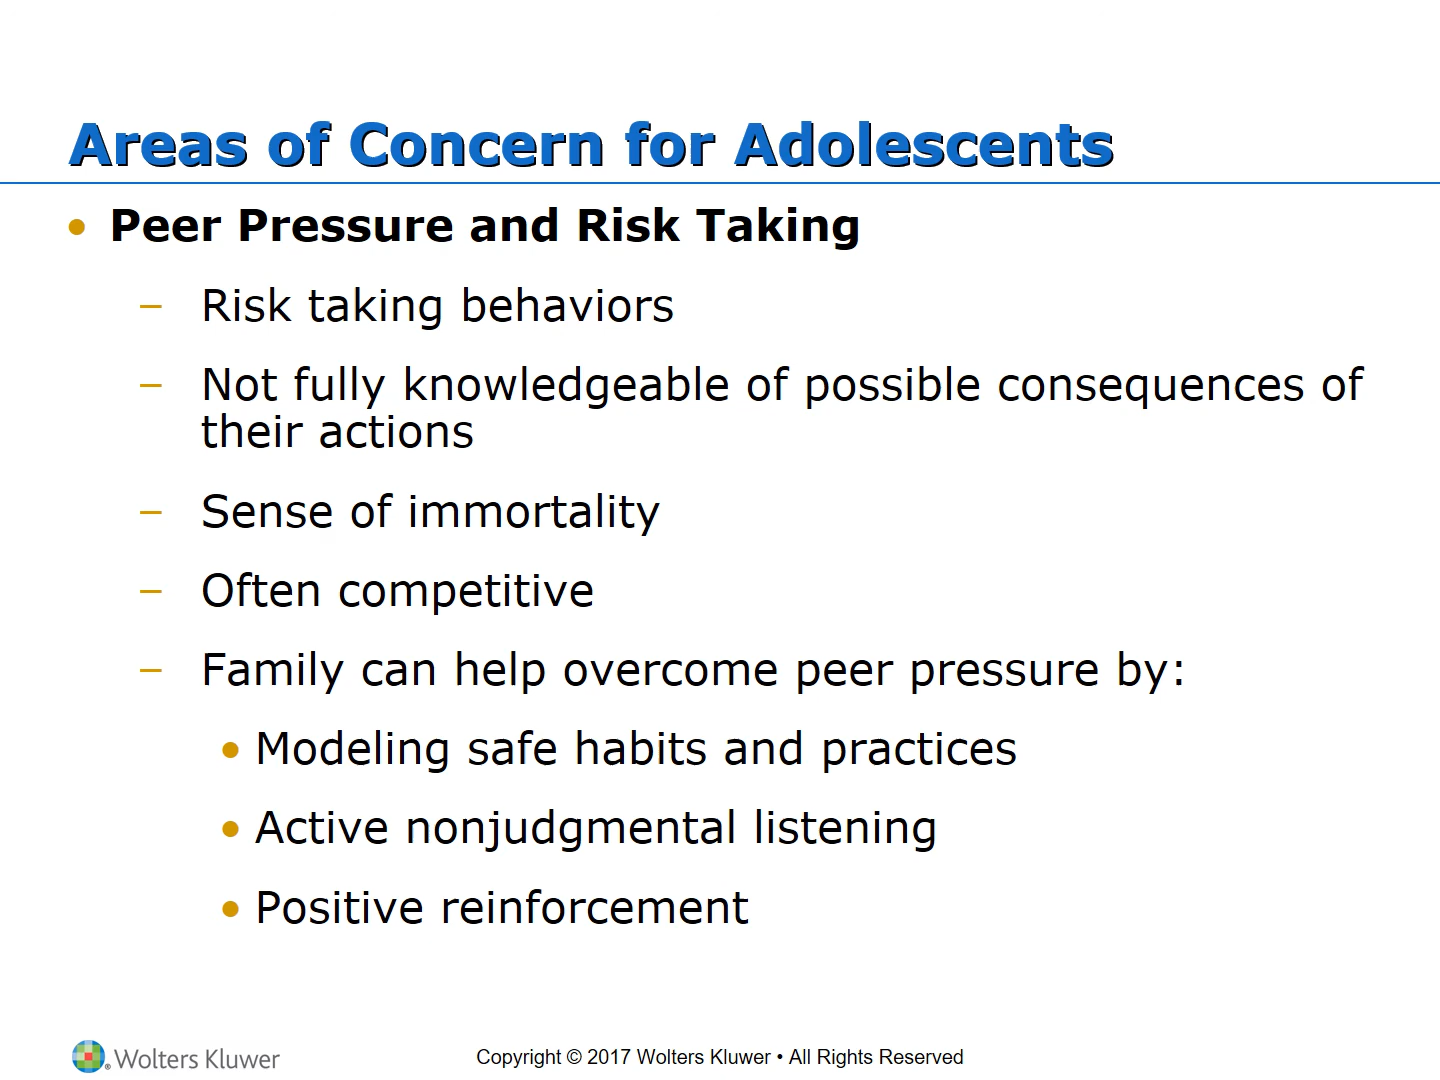 Areas of Concern for Adolescents
• Peer Pressure and Risk Taking
– Risk taking behaviors
– Not fully knowledgeable of possible consequences of
their actions
– Sense of immortality
– Often competitive
– Family can help overcome peer pressure by:
• Modeling safe habits and practices
• Active nonjudgmental listening
• Positive reinforcement
® Wolters Kluwer
Copyright © 2017 Wolters Kluwer • All Rights Reserved